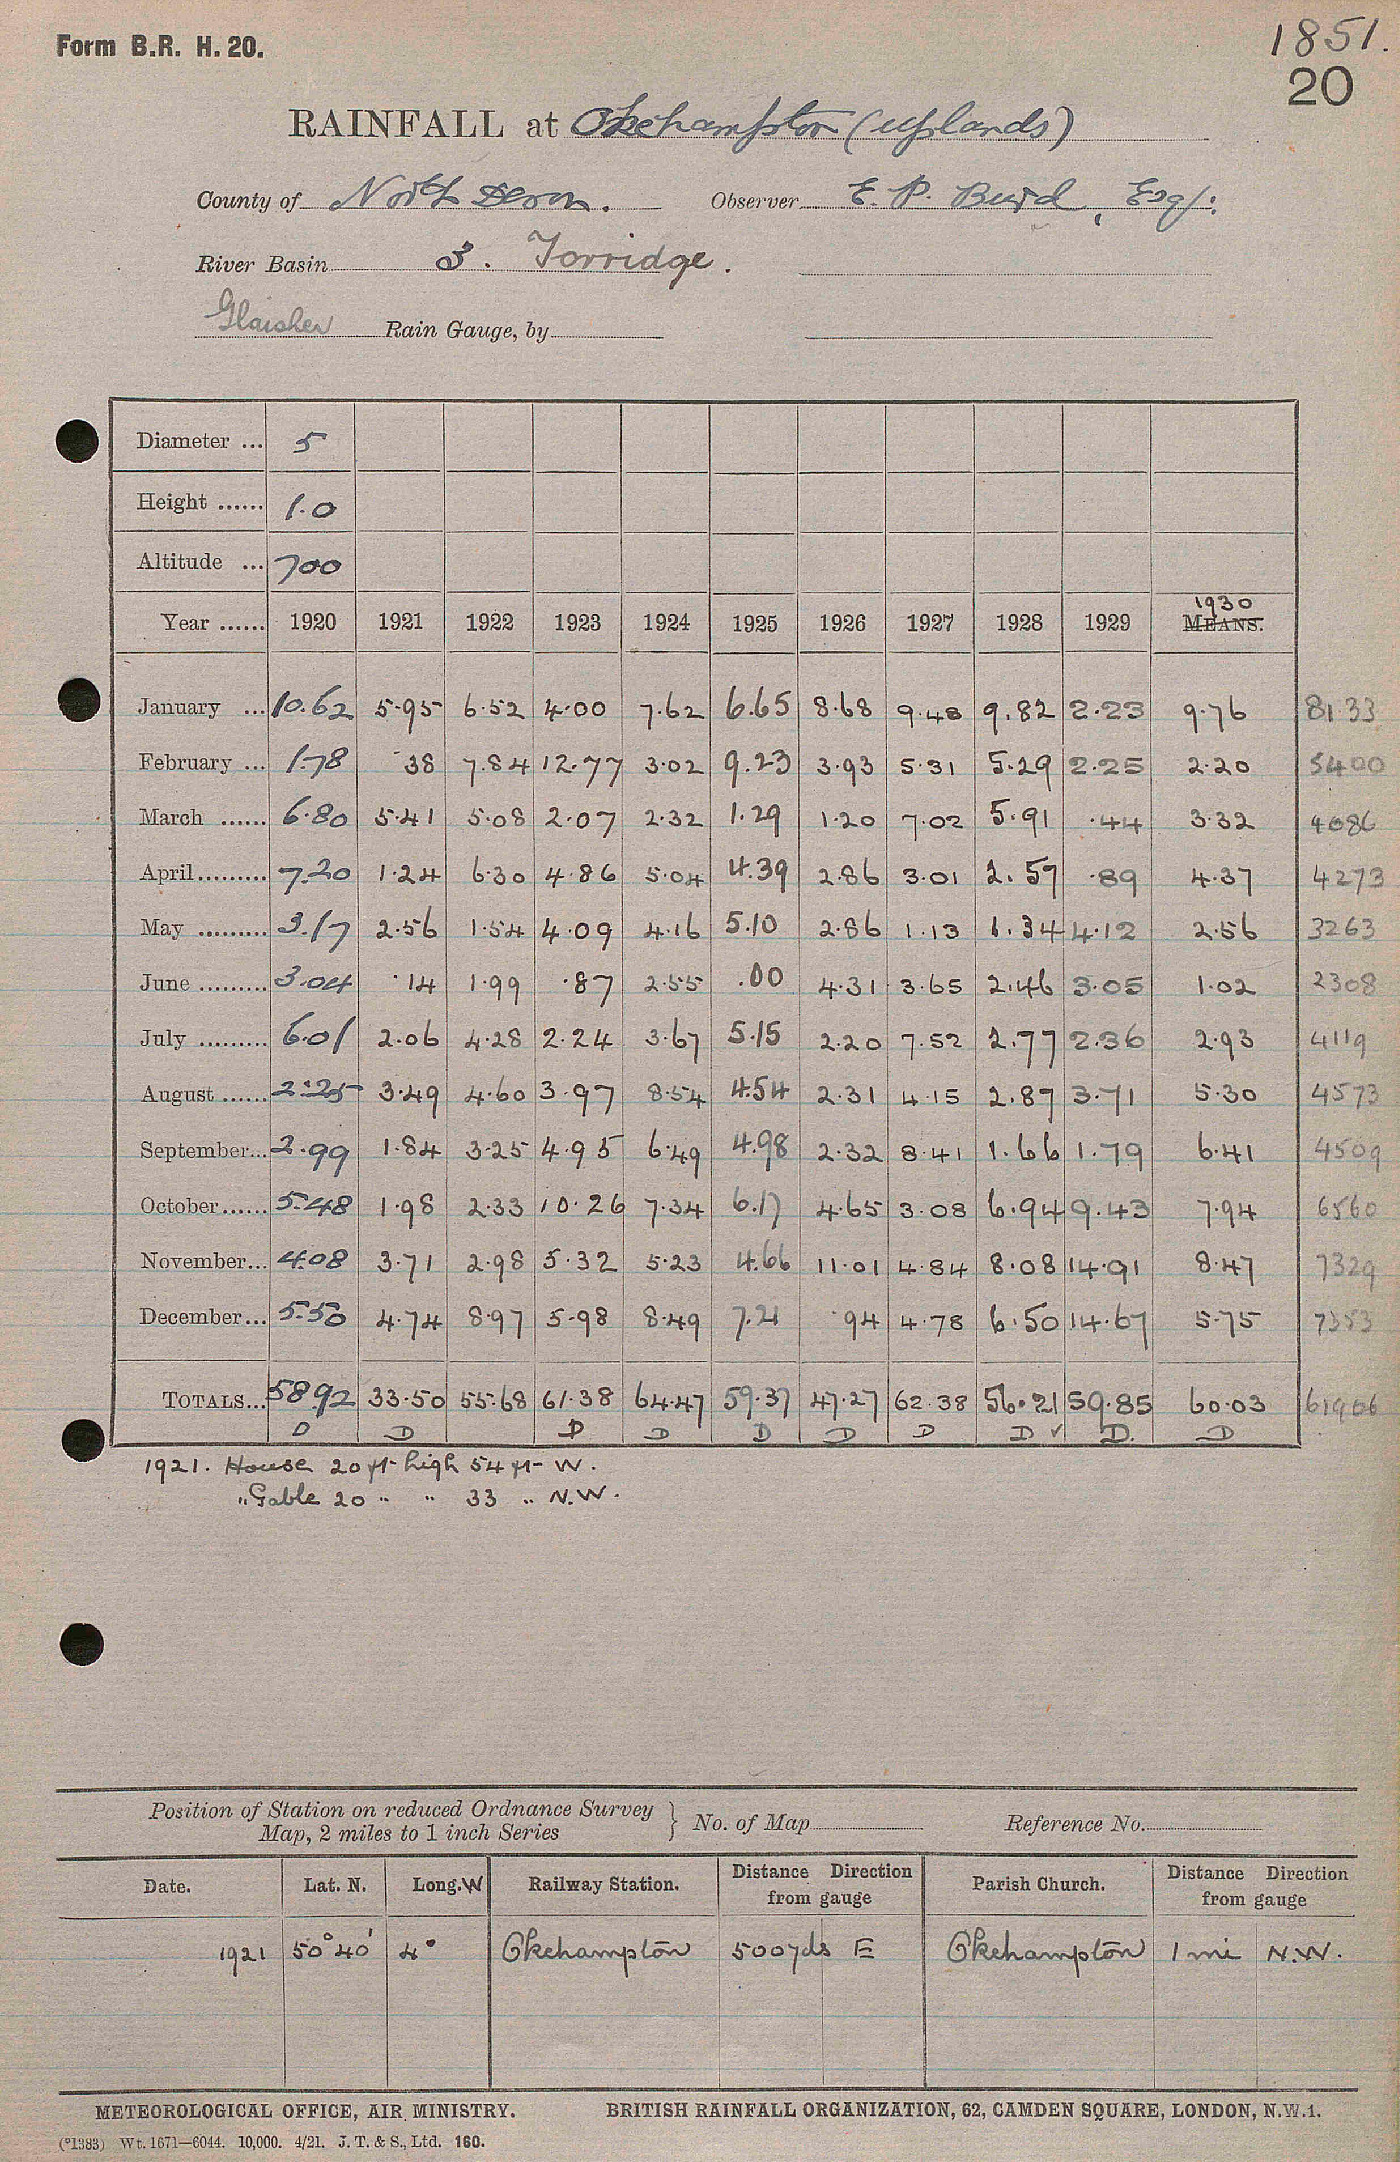 Form B.R. H. 20.
1851.
20
RAINFALL at Okehampton (Uplands)
County of North Devon. Observer E. P. Burd, Esq:
River Basin 3. Torridge.
Glaisher Rain Gauge, by
Diameter ... 5
Height ...... 1.0
Altitude ... 700
1930
Year ...... 1920 1921 1922 1923 1924 1925 1926 1927 1928 1929 MEANS.
January ... 10.62 5.95 6.52 4.00 7.62 6.65 8.68 9.48 9.82 2.23 9.76 81.33
February ... 1.78 .38 7.84 12.77 3.02 9.23 3.93 5.31 5.29 2.25 2.20 5400
March ...... 6.80 5.41 5.08 2.07 2.32 1.29 1.20 7.02 5.91 .44 3.32 4086
April......... 7.20 1.24 6.30 4.86 5.04 4.39 2.86 3.01 2.57 .89 4.37 4273
May ......... 3.17 2.56 1.54 4.09 4.16 5.10 2.86 1.13 1.34 4.12 2.56 3263
June ......... 3.04 .14 1.99 .87 2.55 .00 4.31 3.65 2.46 3.05 1.02 2308
July ......... 6.01 2.06 4.28 2.24 3.67 5.15 2.20 7.52 2.77 2.36 2.93 4119
August ...... 2.25 3.49 4.60 3.97 8.54 4.54 2.31 4.15 2.87 3.71 5.30 4573
September... 2.99 1.84 3.25 4.95 6.49 4.98 2.32 8.41 1.66 1.79 6.41 4509
October...... 5.48 1.98 2.33 10.26 7.34 6.17 4.65 3.08 6.94 9.43 7.94 6560
November... 4.08 3.71 2.98 5.32 5.23 4.66 11.01 4.84 8.08 14.91 8.47 7329
December... 5.50 4.74 8.97 5.98 8.49 7.21 .94 4.78 6.50 14.67 5.75 7353
TOTALS... 58.92 33.50 55.68 61.38 64.47 59.37 47.27 62.38 56.21 59.85 60.03 61906
D D D D D D D D ✓ D. D
1921. House 20 ft high 54 ft W.
" Gable 20 " " 33 " N.W.
Position of Station on reduced Ordnance Survey
Map, 2 miles to 1 inch Series } No. of Map Reference No.
Date. Lat. N. Long. W Railway Station. Distance Direction from gauge Parish Church. Distance Direction from gauge
1921 50° 40' 4° Okehampton 500yds E Okehampton 1 mi N.W.
METEOROLOGICAL OFFICE, AIR MINISTRY. BRITISH RAINFALL ORGANIZATION, 62, CAMDEN SQUARE, LONDON, N.W.1.
(*1383) Wt. 1671—6044. 10,000. 4/21. J. T. & S., Ltd. 160.